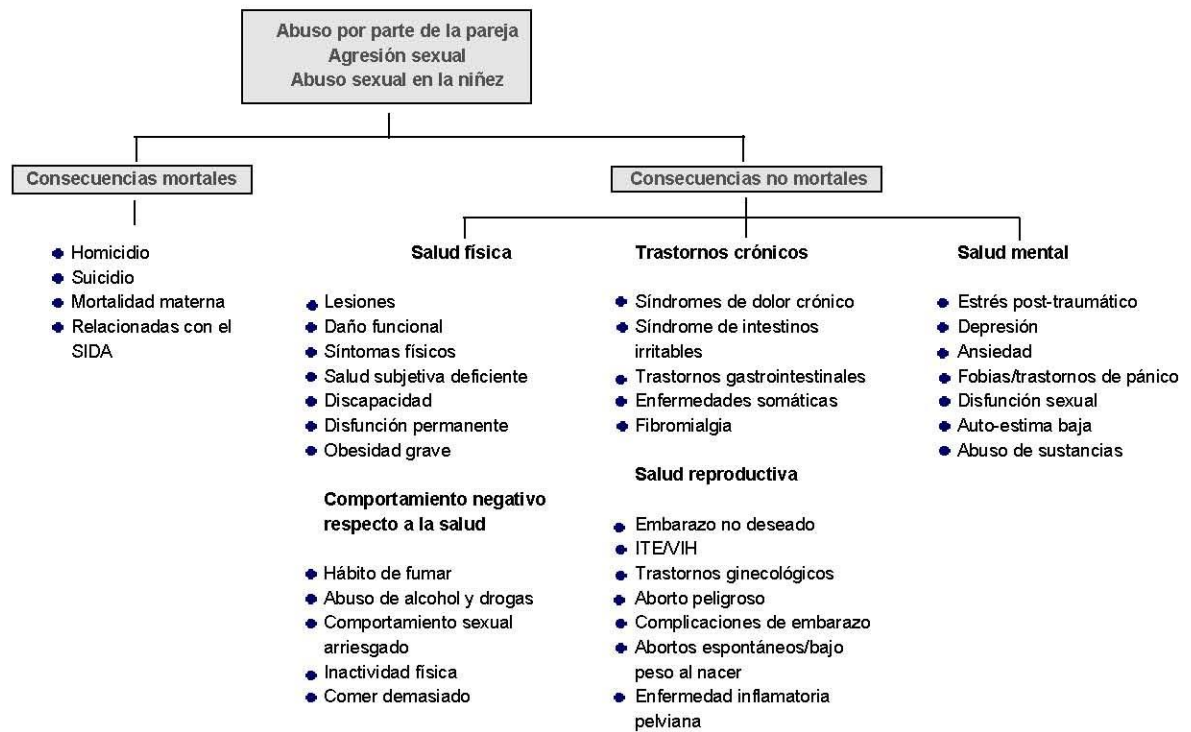 Abuso por parte de la pareja
Agresión sexual
Abuso sexual en la niñez
Consecuencias mortales
Homicidio
Suicidio
Mortalidad materna
Relacionadas con el
SIDA
Consecuencias no mortales
Salud física
Lesiones
Daño funcional
Síntomas físicos
Salud subjetiva deficiente
Discapacidad
Disfunción permanente
Obesidad grave
Comportamiento negativo
respecto a la salud
Hábito de fumar
Abuso de alcohol y drogas
Comportamiento sexual
arriesgado
Inactividad física
Comer demasiado
Trastornos crónicos
Síndromes de dolor crónico
Síndrome de intestinos
irritables
Trastornos gastrointestinales
Enfermedades somáticas
Fibromialgia
Salud reproductiva
Embarazo no deseado
ITE/VIH
Trastornos ginecológicos
Aborto peligroso
Complicaciones de embarazo
Abortos espontáneos/bajo
peso al nacer
Enfermedad inflamatoria
pelviana
Salud mental
Estrés post-traumático
Depresión
Ansiedad
Fobias/trastornos de pánico
Disfunción sexual
Auto-estima baja
Abuso de sustancias